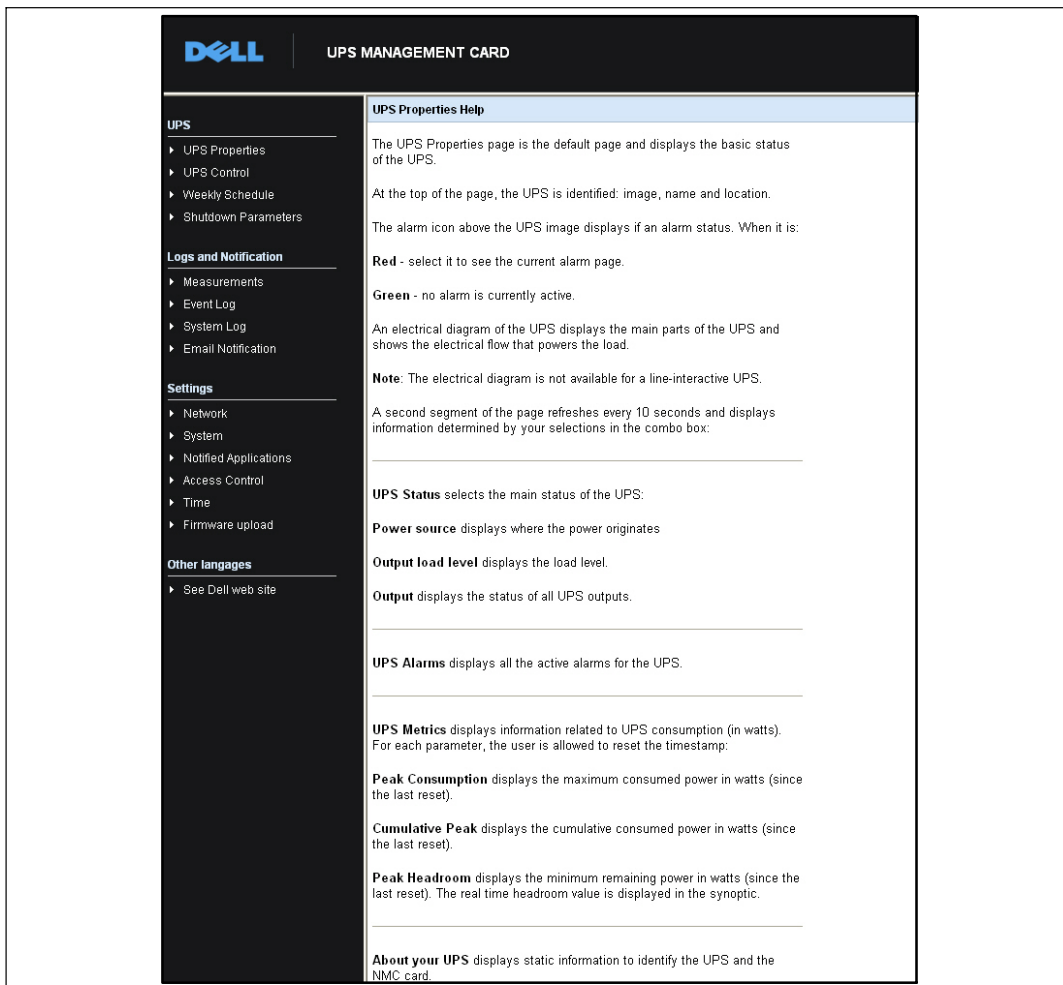 DELL
UPS MANAGEMENT CARD
UPS
UPS Properties
UPS Control
Weekly Schedule
Shutdown Parameters
Logs and Notification
Measurements
Event Log
System Log
Email Notification
Settings
Network
System
Notified Applications
Access Control
Time
Firmware upload
Other langages
See Dell web site
UPS Properties Help
The UPS Properties page is the default page and displays the basic status
of the UPS.
At the top of the page, the UPS is identified: image, name and location.
The alarm icon above the UPS image displays if an alarm status. When it is:
Red - select it to see the current alarm page.
Green - no alarm is currently active.
An electrical diagram of the UPS displays the main parts of the UPS and
shows the electrical flow that powers the load.
Note: The electrical diagram is not available for a line-interactive UPS.
A second segment of the page refreshes every 10 seconds and displays
information determined by your selections in the combo box:
UPS Status selects the main status of the UPS:
Power source displays where the power originates
Output load level displays the load level.
Output displays the status of all UPS outputs.
UPS Alarms displays all the active alarms for the UPS.
UPS Metrics displays information related to UPS consumption (in watts).
For each parameter, the user is allowed to reset the timestamp:
Peak Consumption displays the maximum consumed power in watts (since
the last reset).
Cumulative Peak displays the cumulative consumed power in watts (since
the last reset).
Peak Headroom displays the minimum remaining power in watts (since the
last reset). The real time headroom value is displayed in the synoptic.
About your UPS displays static information to identify the UPS and the
NMC card.